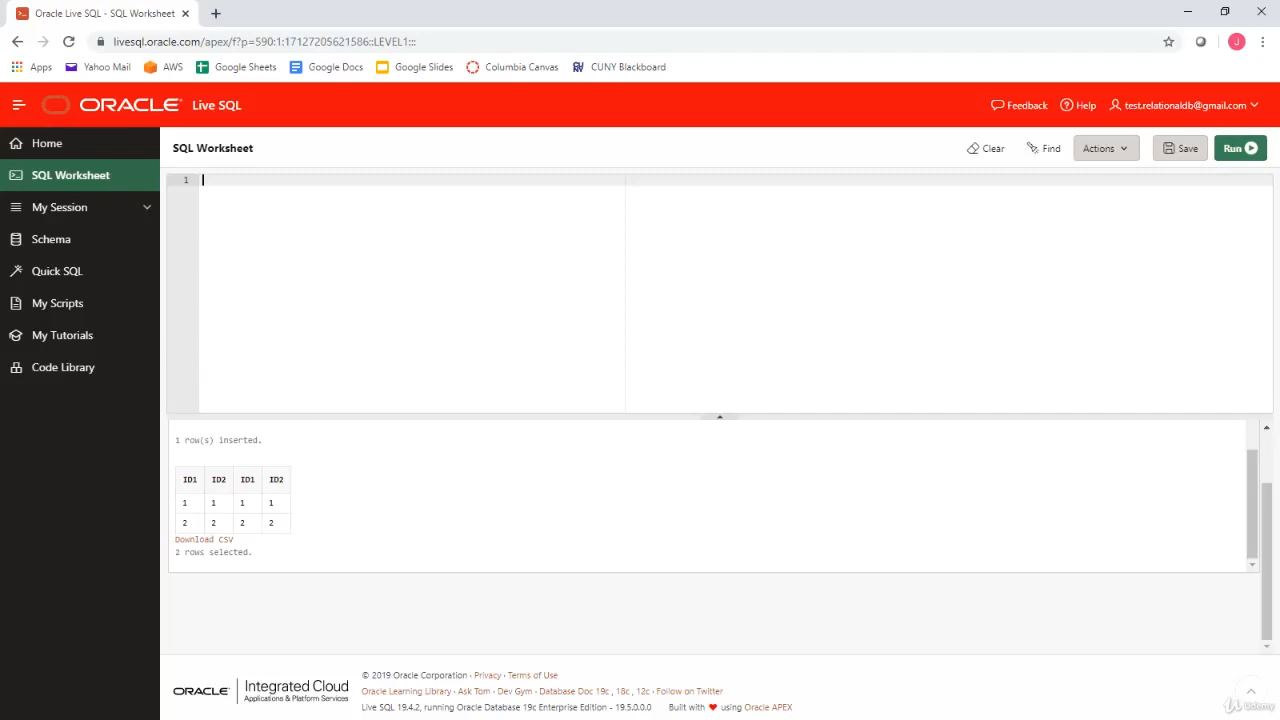 Oracle Live SQL - SQL Worksheet
livesql.oracle.com/apex/f?p=590:1:17127205621586::LEVEL1:::
J
Apps Yahoo Mail AWS Google Sheets Google Docs Google Slides Columbia Canvas CUNY Blackboard
ORACLE Live SQL Feedback Help test.relationaldb@gmail.com
Home
SQL Worksheet
My Session
Schema
Quick SQL
My Scripts
My Tutorials
Code Library
SQL Worksheet Clear Find Actions Save Run
1
1 row(s) inserted.
ID1 ID2 ID1 ID2
1 1 1 1
2 2 2 2
Download CSV
2 rows selected.
ORACLE Integrated Cloud
Applications & Platform Services
© 2019 Oracle Corporation · Privacy · Terms of Use
Oracle Learning Library · Ask Tom · Dev Gym · Database Doc 19c , 18c , 12c · Follow on Twitter
Live SQL 19.4.2, running Oracle Database 19c Enterprise Edition - 19.5.0.0.0 Built with ♥ using Oracle APEX
Udemy